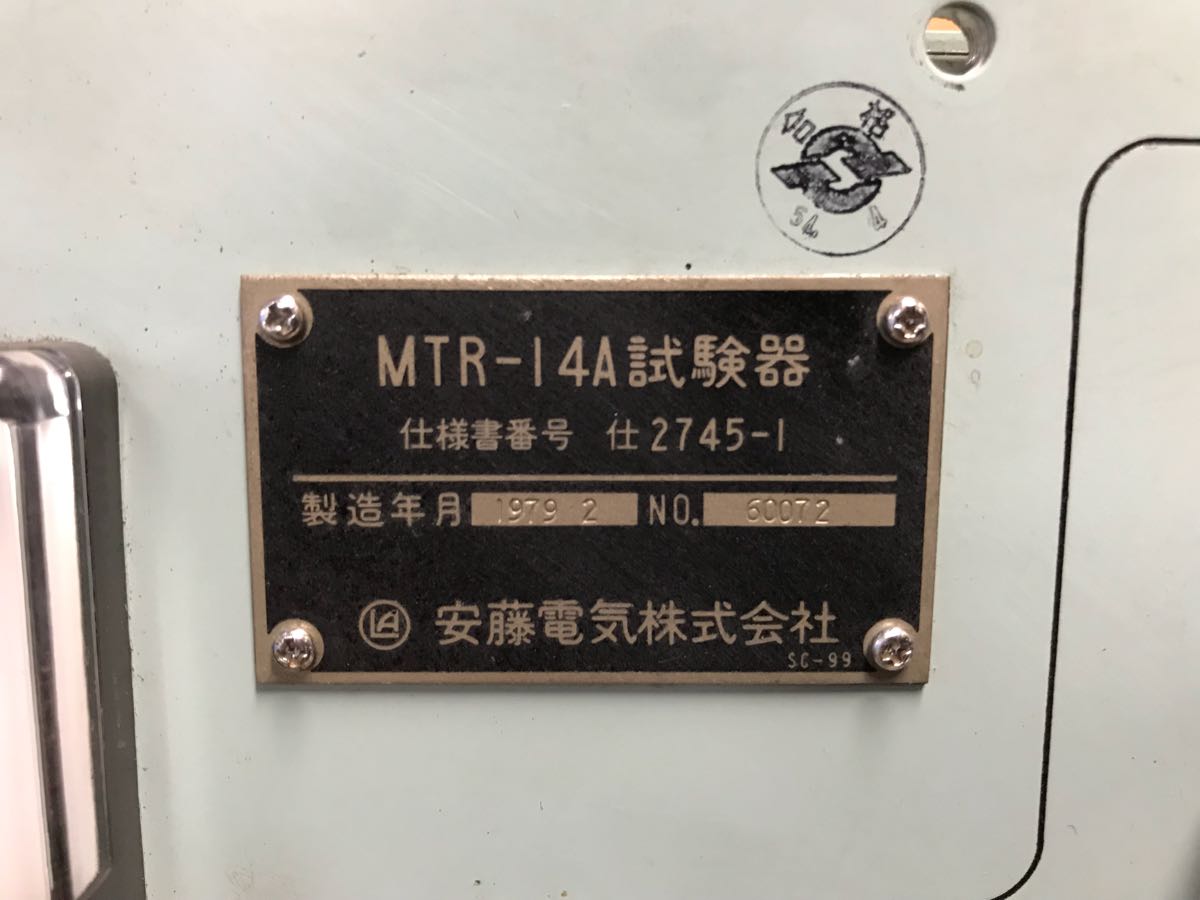 合格
54 4
MTR-14A試験器
仕様書番号 仕2745-1
製造年月 1979 2 NO. 60072
安藤電気株式会社
SC-99